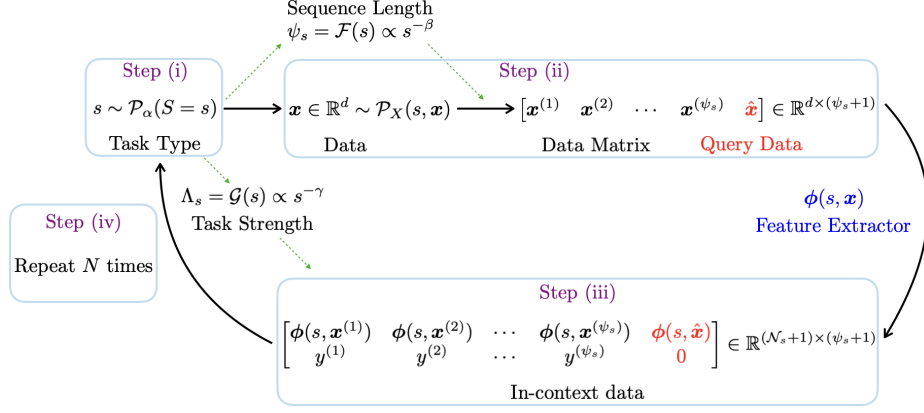 Sequence Length
ψ_s = F(s) ∝ s^{−β}
Step (i)
s ∼ P_α(S = s)
Task Type
Step (ii)
x ∈ ℝ^d ∼ P_X(s, x)
Data
[x^{(1)} x^{(2)} ⋯ x^{(ψ_s)} x̂] ∈ ℝ^{d×(ψ_s+1)}
Data Matrix
Query Data
Λ_s = G(s) ∝ s^{−γ}
Task Strength
ϕ(s, x)
Feature Extractor
Step (iv)
Repeat N times
Step (iii)
[ϕ(s, x^{(1)}) ϕ(s, x^{(2)}) ⋯ ϕ(s, x^{(ψ_s)}) ϕ(s, x̂)
y^{(1)} y^{(2)} ⋯ y^{(ψ_s)} 0] ∈ ℝ^{(N_s+1)×(ψ_s+1)}
In-context data